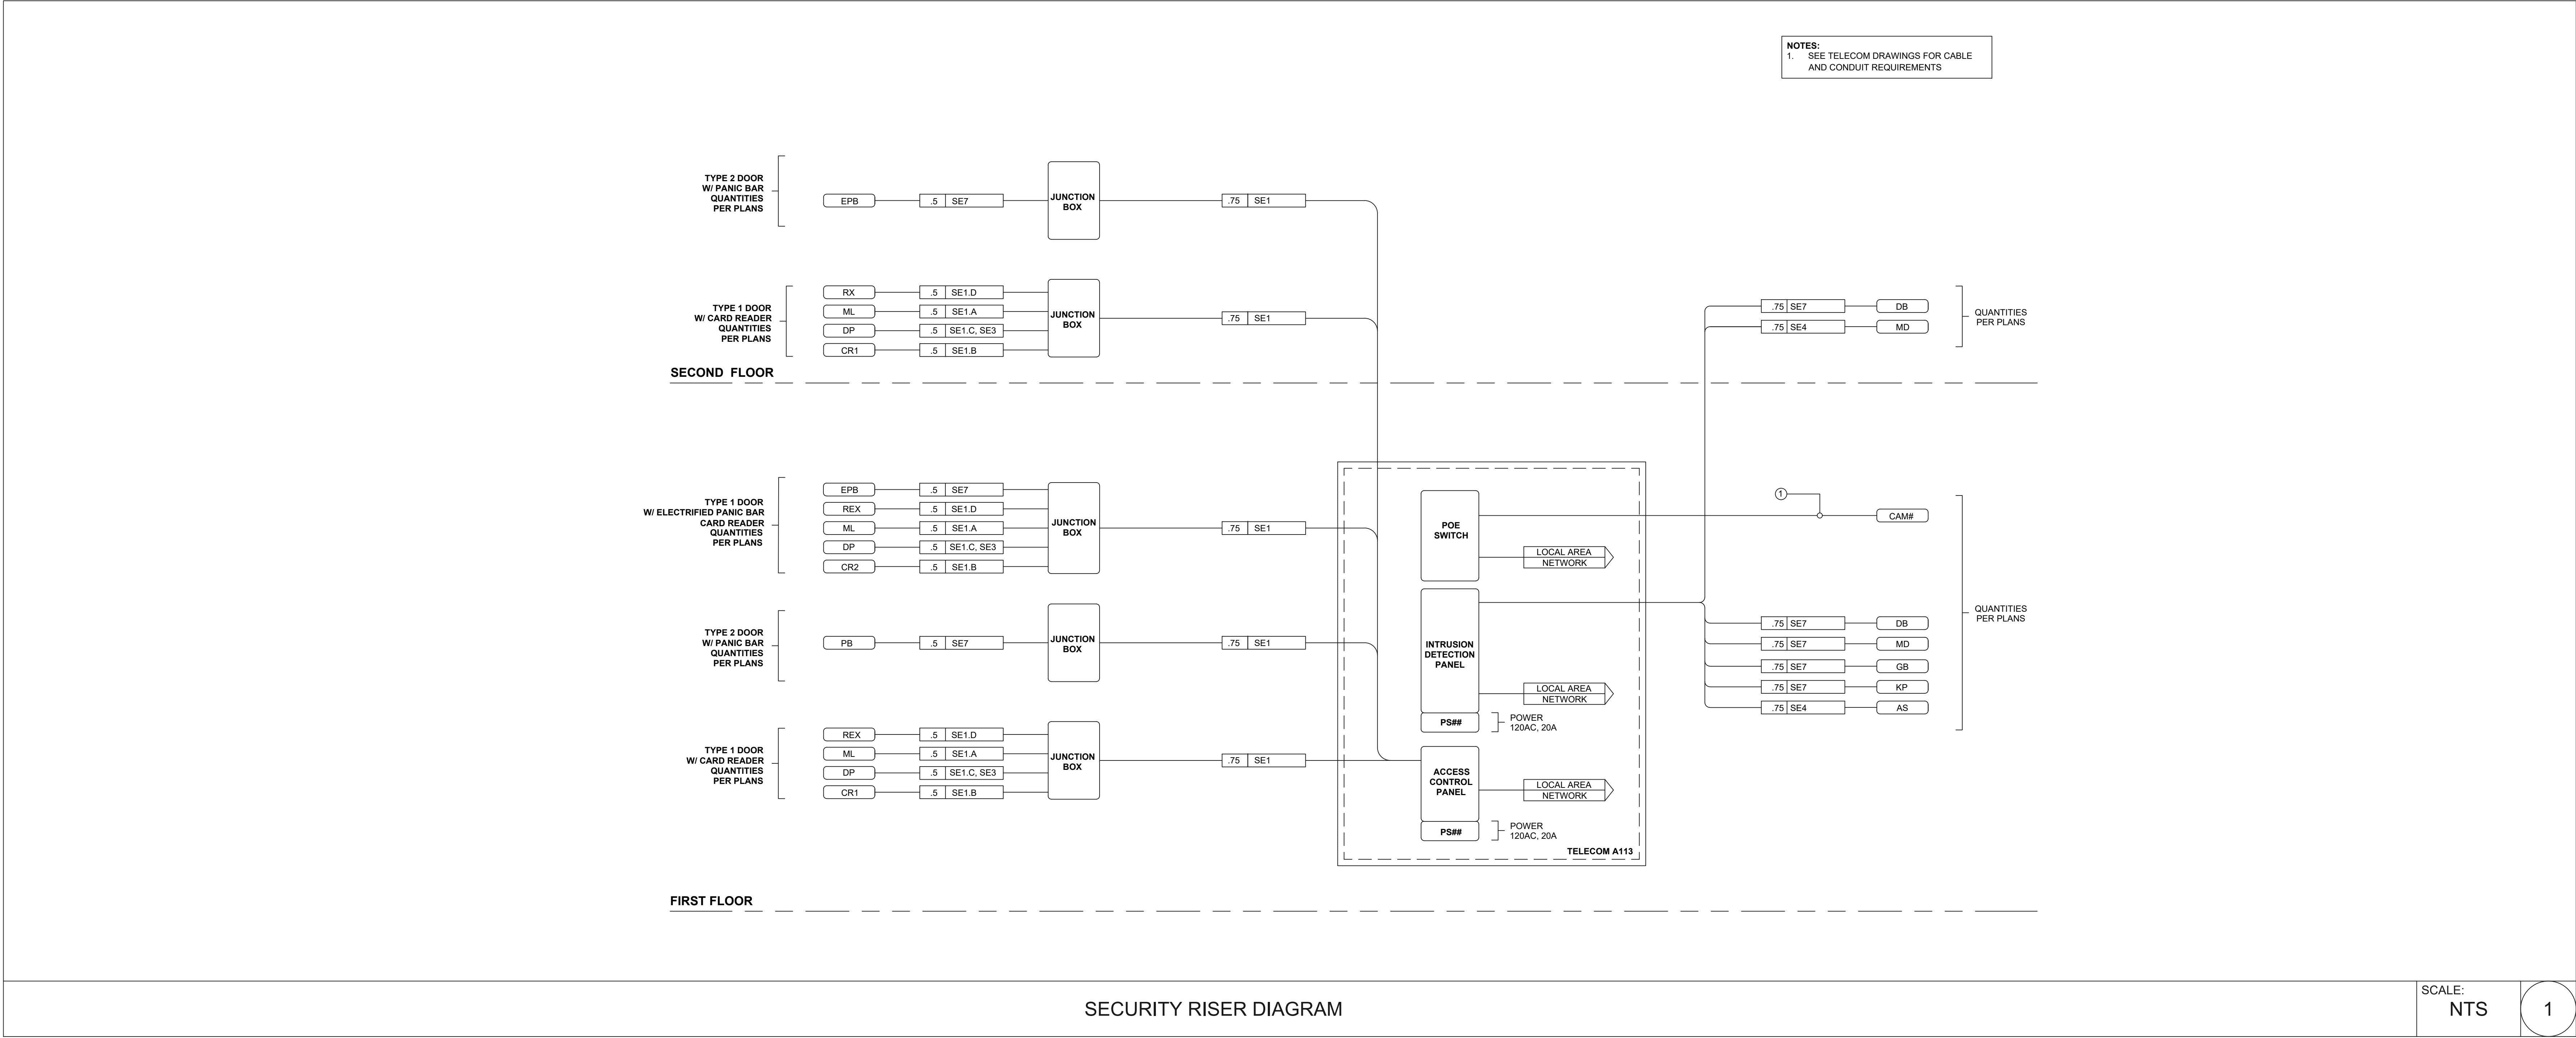 NOTES:
1. SEE TELECOM DRAWINGS FOR CABLE
AND CONDUIT REQUIREMENTS
TYPE 2 DOOR
W/ PANIC BAR
QUANTITIES
PER PLANS
EPB
.5 SE7
JUNCTION
BOX
.75 SE1
TYPE 1 DOOR
W/ CARD READER
QUANTITIES
PER PLANS
RX .5 SE1.D
ML .5 SE1.A
DP .5 SE1.C, SE3
CR1 .5 SE1.B
JUNCTION
BOX
.75 SE1
.75 SE7 DB
.75 SE4 MD
QUANTITIES
PER PLANS
SECOND FLOOR
TYPE 1 DOOR
W/ ELECTRIFIED PANIC BAR
CARD READER
QUANTITIES
PER PLANS
EPB .5 SE7
REX .5 SE1.D
ML .5 SE1.A
DP .5 SE1.C, SE3
CR2 .5 SE1.B
JUNCTION
BOX
.75 SE1
TYPE 2 DOOR
W/ PANIC BAR
QUANTITIES
PER PLANS
PB .5 SE7
JUNCTION
BOX
.75 SE1
TYPE 1 DOOR
W/ CARD READER
QUANTITIES
PER PLANS
REX .5 SE1.D
ML .5 SE1.A
DP .5 SE1.C, SE3
CR1 .5 SE1.B
JUNCTION
BOX
.75 SE1
POE
SWITCH
LOCAL AREA
NETWORK
INTRUSION
DETECTION
PANEL
LOCAL AREA
NETWORK
PS##
POWER
120AC, 20A
ACCESS
CONTROL
PANEL
LOCAL AREA
NETWORK
PS##
POWER
120AC, 20A
TELECOM A113
1
CAM#
.75 SE7 DB
.75 SE7 MD
.75 SE7 GB
.75 SE7 KP
.75 SE4 AS
QUANTITIES
PER PLANS
FIRST FLOOR
SECURITY RISER DIAGRAM
SCALE:
NTS
1